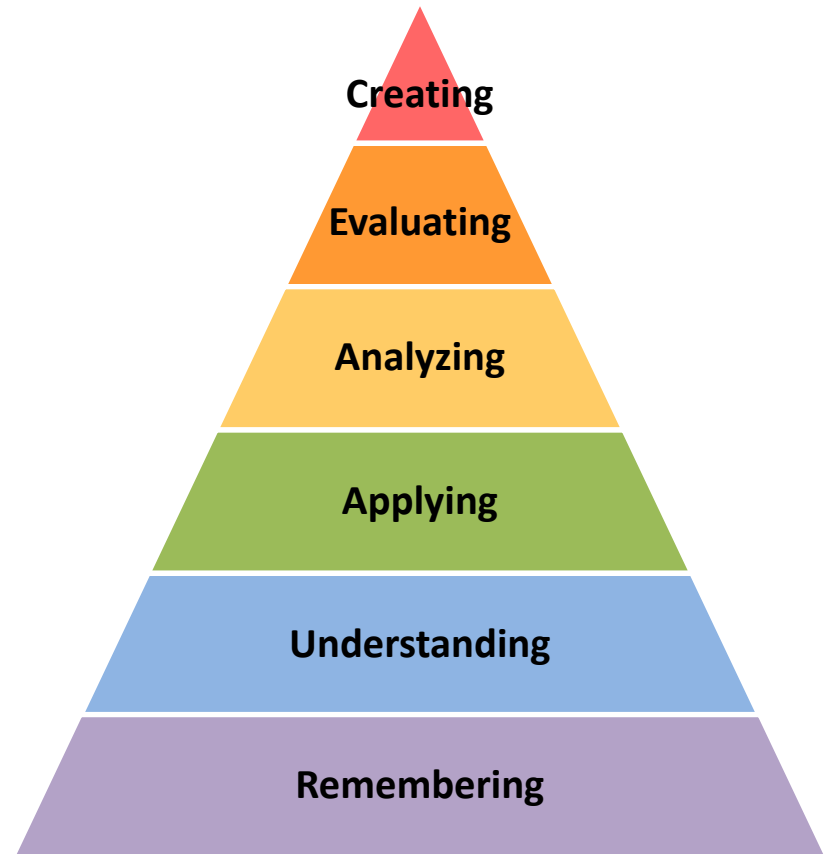 Creating
Evaluating
Analyzing
Applying
Understanding
Remembering